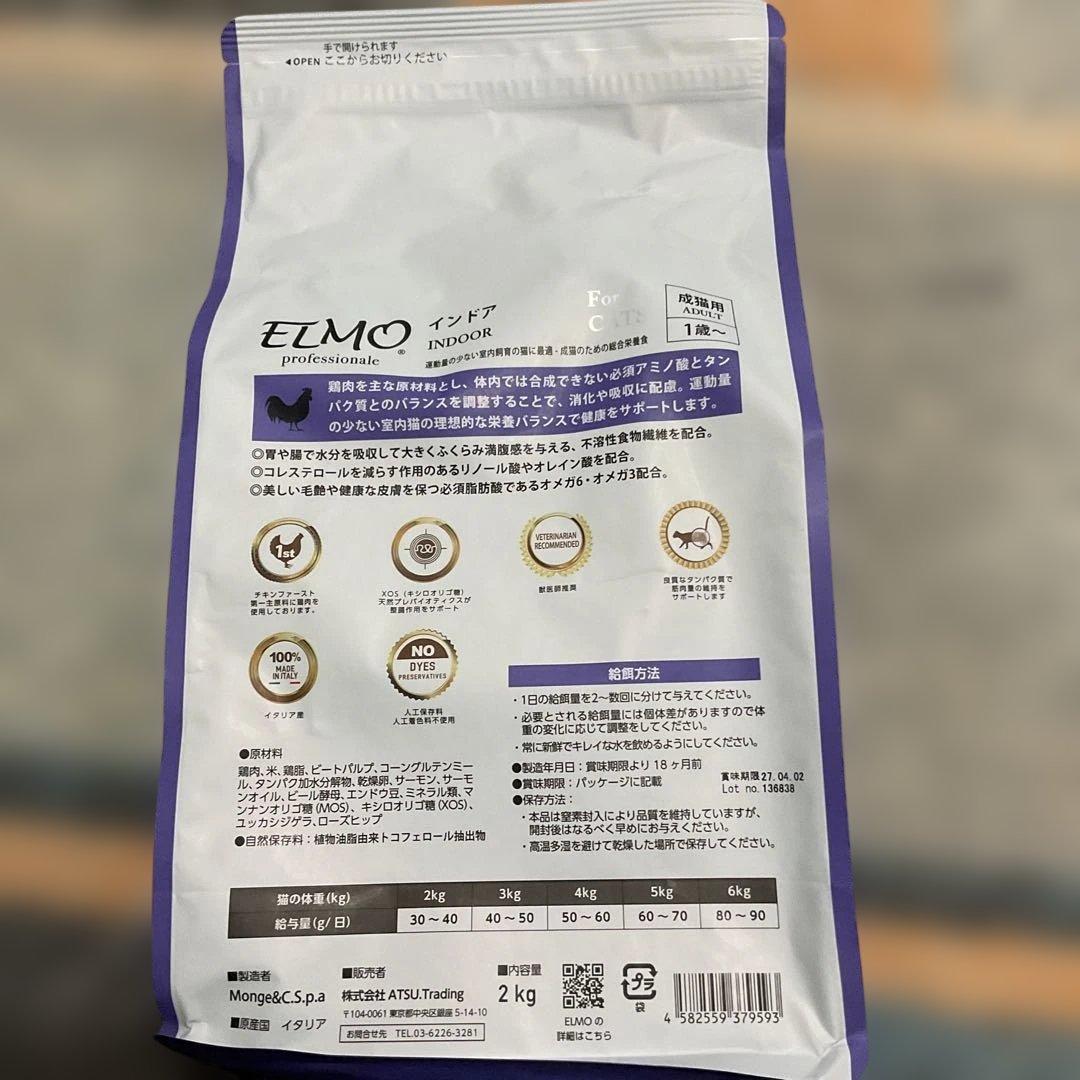 手で開けられます
◀OPEN ここからお切りください
ELMO®
professionale
インドア
INDOOR
For
CATS
成猫用
ADULT
1歳～
運動量の少ない室内飼育の猫に最適・成猫のための総合栄養食
鶏肉を主な原材料とし、体内では合成できない必須アミノ酸とタン
パク質とのバランスを調整することで、消化や吸収に配慮。運動量
の少ない室内猫の理想的な栄養バランスで健康をサポートします。
◎胃や腸で水分を吸収して大きくふくらみ満腹感を与える、不溶性食物繊維を配合。
◎コレステロールを減らす作用のあるリノール酸やオレイン酸を配合。
◎美しい毛艶や健康な皮膚を保つ必須脂肪酸であるオメガ6・オメガ3配合。
1st
チキンファースト
第一主原料に鶏肉を
使用しております。
XOS（キシロオリゴ糖）
天然プレバイオティクスが
整腸作用をサポート
VETERINARIAN
RECOMMENDED
獣医師推奨
良質なタンパク質で
筋肉量の維持を
サポートします
100%
MADE
IN ITALY
イタリア産
NO
DYES
PRESERVATIVES
人工保存料
人工着色料不使用
給餌方法
・1日の給餌量を2～数回に分けて与えてください。
・必要とされる給餌量には個体差がありますので体
重の変化に応じて調整をしてください。
・常に新鮮でキレイな水を飲めるようにしてください。
●製造年月日：賞味期限より18ヶ月前
●賞味期限：パッケージに記載
賞味期限27.04.02
Lot no.136838
●保存方法：
・本品は窒素封入により品質を維持していますが、
開封後はなるべく早めにお与えください。
・高温多湿を避けて乾燥した場所で保存してください。
●原材料
鶏肉、米、鶏脂、ビートパルプ、コーングルテンミー
ル、タンパク加水分解物、乾燥卵、サーモン、サーモ
ンオイル、ビール酵母、エンドウ豆、ミネラル類、マ
ンナンオリゴ糖（MOS）、キシロオリゴ糖（XOS）、
ユッカシジゲラ、ローズヒップ
●自然保存料：植物油脂由来トコフェロール抽出物
猫の体重(kg) 2kg 3kg 4kg 5kg 6kg
給与量(g/日) 30～40 40～50 50～60 60～70 80～90
■製造者
Monge&C.S.p.a
■原産国 イタリア
■販売者
株式会社 ATSU.Trading
〒104-0061 東京都中央区銀座 5-14-10
お問合せ先 TEL.03-6226-3281
■内容量
2 kg
ELMO の
詳細はこちら
プラ
袋
4 582559 379593